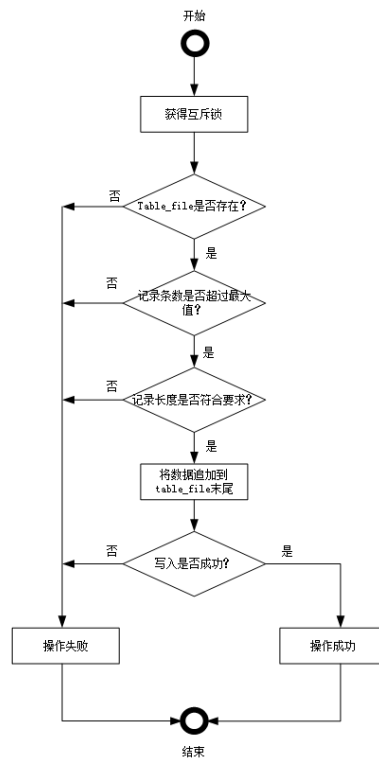 开始
获得互斥锁
否
Table_file是否存在?
是
否
记录条数是否超过最大
值?
是
否
记录长度是否符合要求?
是
将数据追加到
table_file末尾
否
写入是否成功?
是
操作失败
操作成功
结束